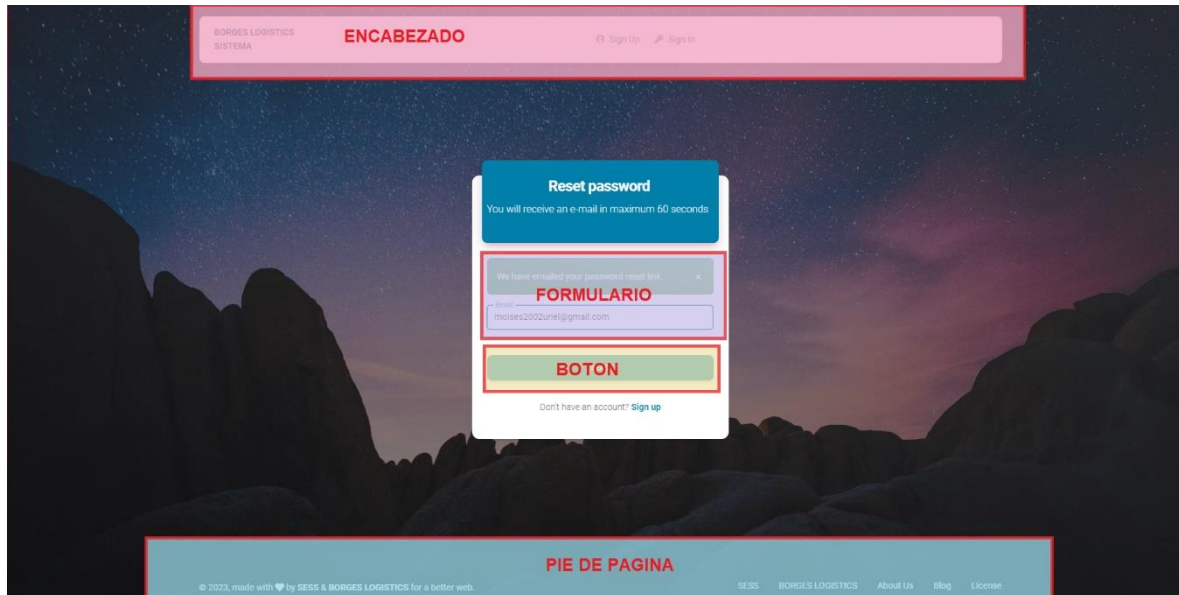 BORGES LOGISTICS
SISTEMA
ENCABEZADO
Sign Up
Sign In
Reset password
You will receive an e-mail in maximum 60 seconds
We have emailed your password reset link.
FORMULARIO
Email
moises2002uriel@gmail.com
BOTON
Don't have an account? Sign up
PIE DE PAGINA
© 2023, made with ♥ by SESS & BORGES LOGISTICS for a better web.
SESS BORGES LOGISTICS About Us Blog License